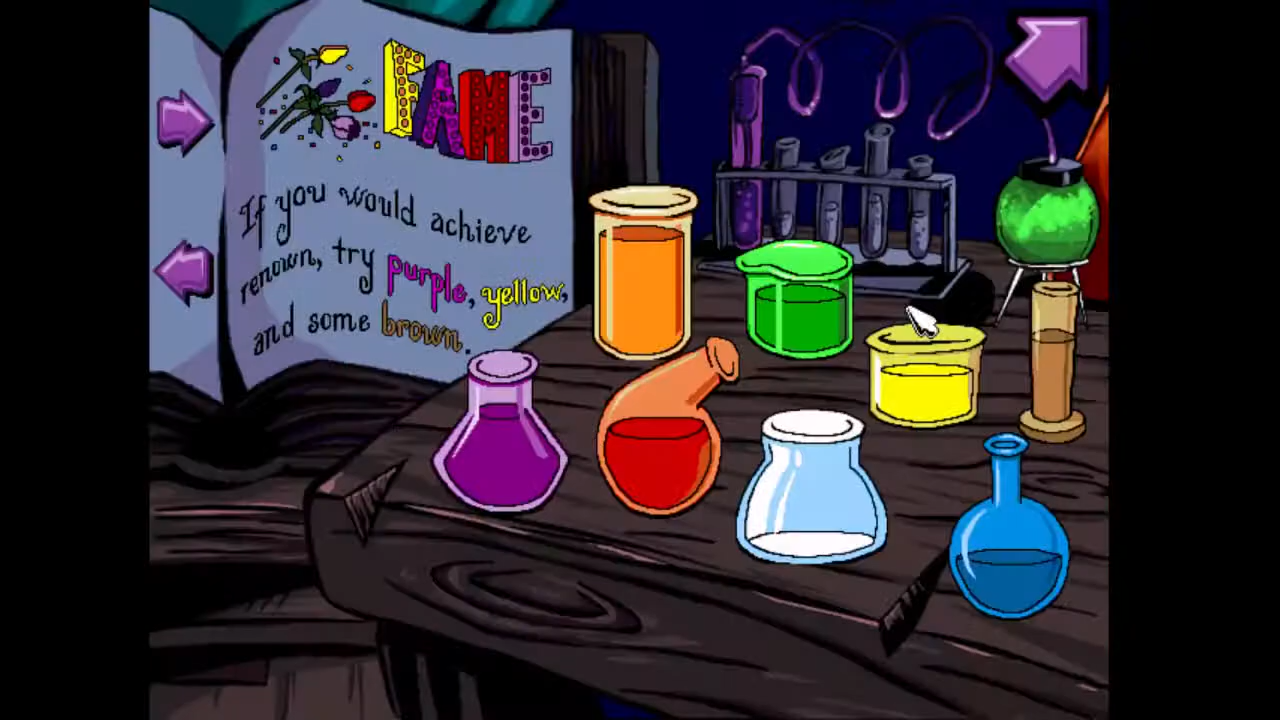 FAME
If you would achieve
renown, try purple, yellow,
and some brown.